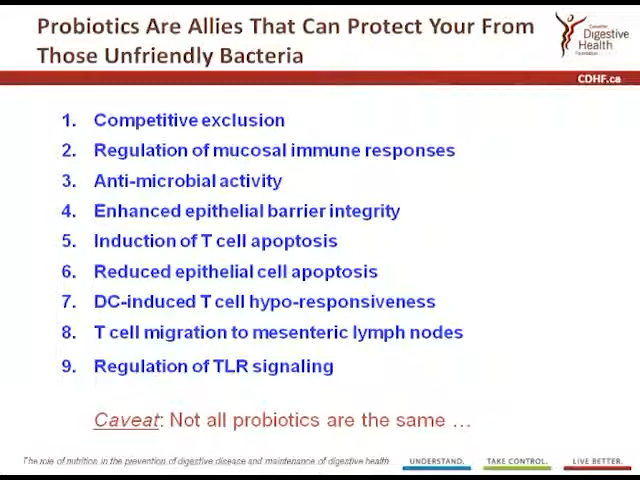 Probiotics Are Allies That Can Protect Your From
Those Unfriendly Bacteria
Canadian
Digestive
Health
Foundation
CDHF.ca
1. Competitive exclusion
2. Regulation of mucosal immune responses
3. Anti-microbial activity
4. Enhanced epithelial barrier integrity
5. Induction of T cell apoptosis
6. Reduced epithelial cell apoptosis
7. DC-induced T cell hypo-responsiveness
8. T cell migration to mesenteric lymph nodes
9. Regulation of TLR signaling
Caveat: Not all probiotics are the same …
The role of nutrition in the prevention of digestive disease and maintenance of digestive health
UNDERSTAND. TAKE CONTROL. LIVE BETTER.